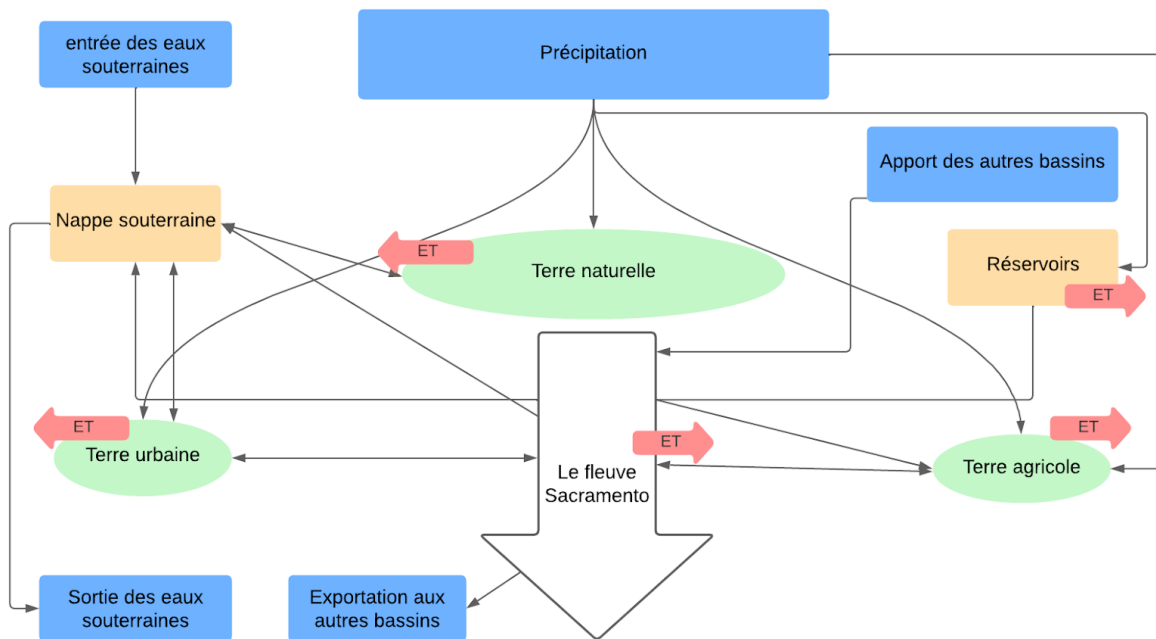 entrée des eaux
souterraines
Précipitation
Apport des autres bassins
Nappe souterraine
ET
Terre naturelle
Réservoirs
ET
ET
Terre urbaine
ET
Le fleuve
Sacramento
ET
Terre agricole
Sortie des eaux
souterraines
Exportation aux
autres bassins